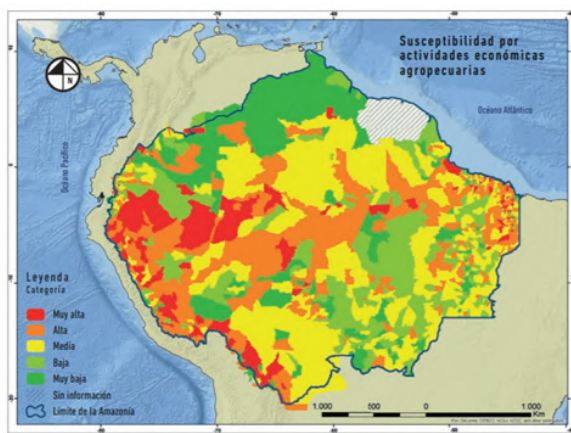 Susceptibilidad por
actividades económicas
agropecuarias
N
Océano Atlántico
Océano Pacífico
Leyenda
Categoría
Muy alta
Alta
Media
Baja
Muy baja
Sin información
Límite de la Amazonía
1.000
500
0
1.000
Km